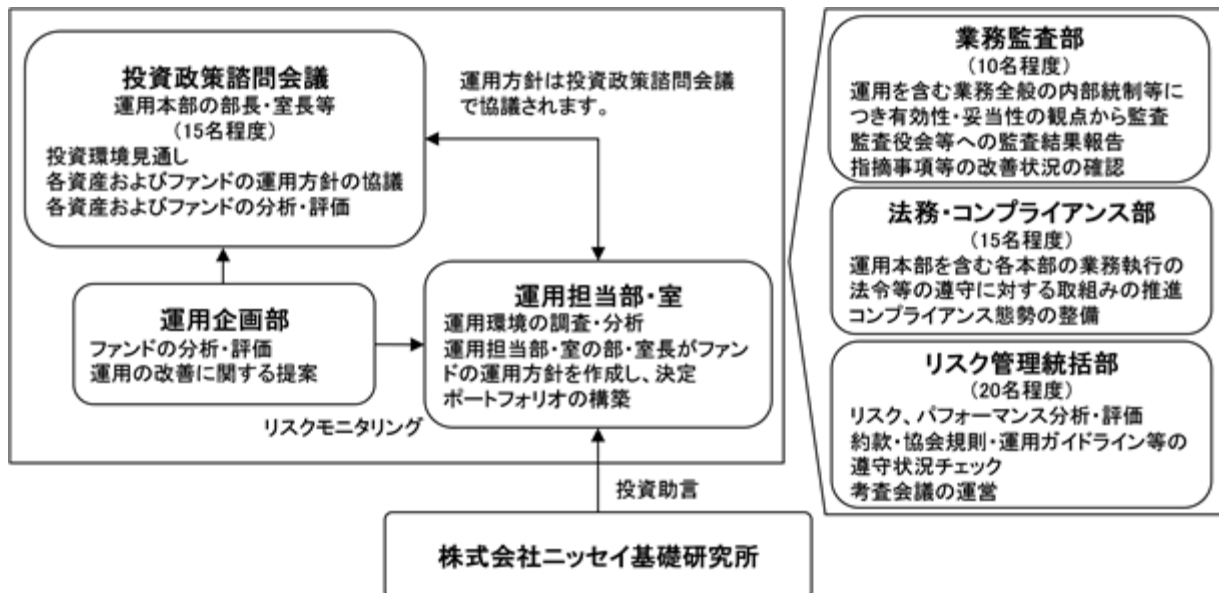 投資政策諮問会議
運用本部の部長・室長等
(15名程度)
投資環境見通し
各資産およびファンドの運用方針の協議
各資産およびファンドの分析・評価
運用方針は投資政策諮問会議
で協議されます。
運用企画部
ファンドの分析・評価
運用の改善に関する提案
リスクモニタリング
運用担当部・室
運用環境の調査・分析
運用担当部・室の部・室長がファン
ドの運用方針を作成し、決定
ポートフォリオの構築
投資助言
株式会社ニッセイ基礎研究所
業務監査部
(10名程度)
運用を含む業務全般の内部統制等に
つき有効性・妥当性の観点から監査
監査役会等への監査結果報告
指摘事項等の改善状況の確認
法務・コンプライアンス部
(15名程度)
運用本部を含む各本部の業務執行の
法令等の遵守に対する取組みの推進
コンプライアンス態勢の整備
リスク管理統括部
(20名程度)
リスク、パフォーマンス分析・評価
約款・協会規則・運用ガイドライン等の
遵守状況チェック
考査会議の運営